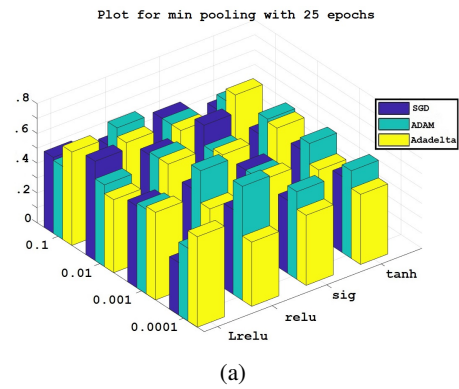 Plot for min pooling with 25 epochs
SGD
ADAM
Adadelta
.8
.6
.4
.2
0
0.1
0.01
0.001
0.0001
Lrelu
relu
sig
tanh
(a)